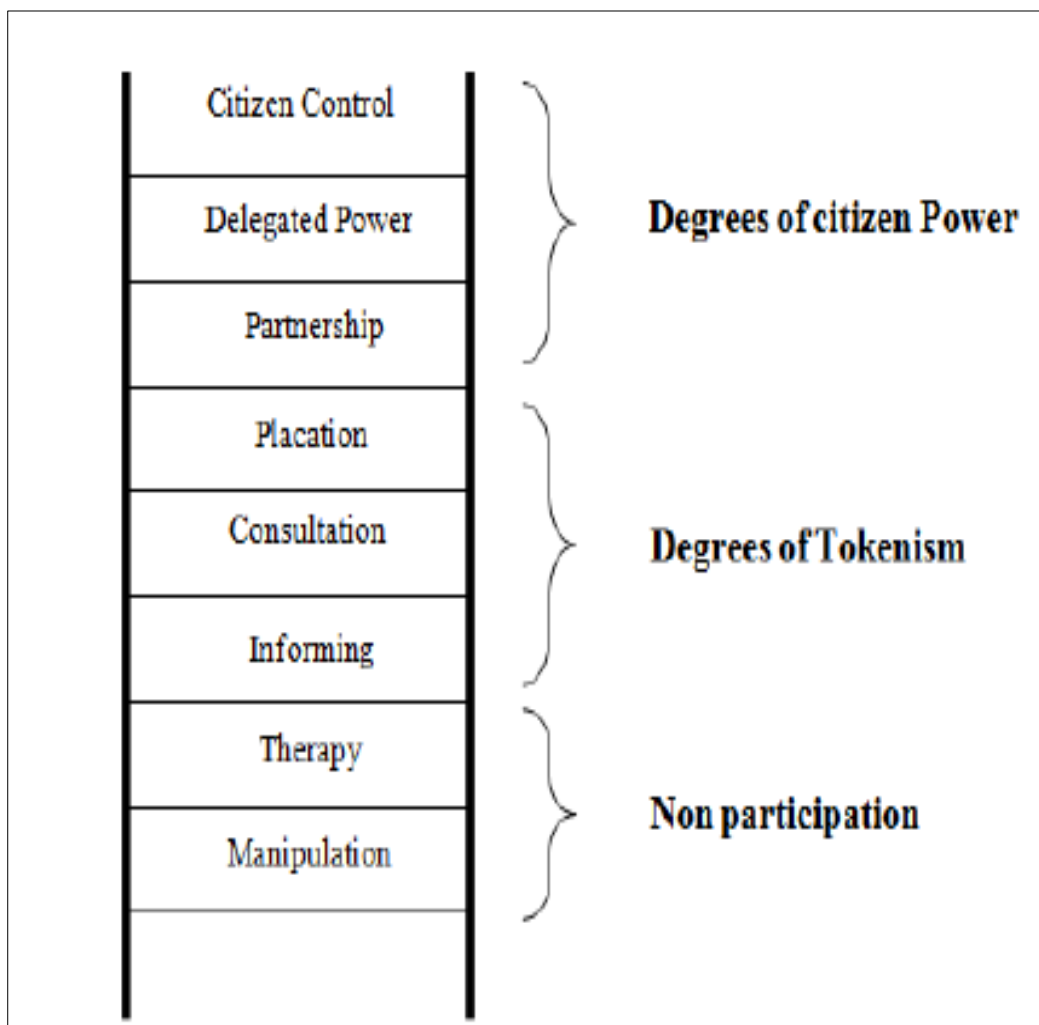 Citizen Control
Delegated Power
Degrees of citizen Power
Partnership
Placation
Consultation
Degrees of Tokenism
Informing
Therapy
Non participation
Manipulation